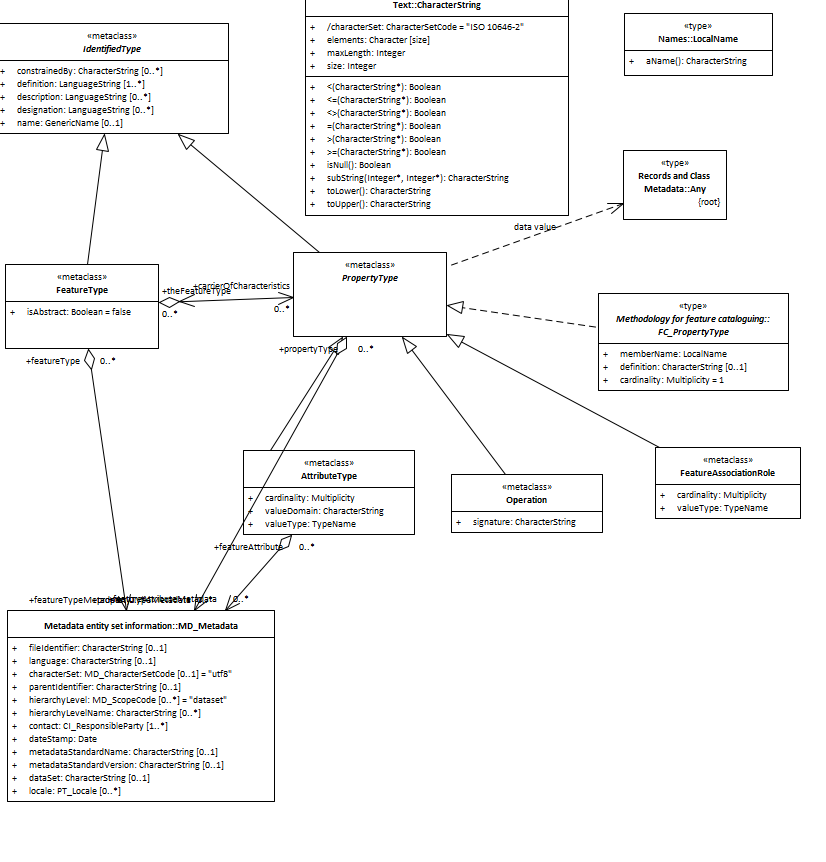 «metaclass»
IdentifiedType
+ constrainedBy: CharacterString [0..*]
+ definition: LanguageString [1..*]
+ description: LanguageString [0..*]
+ designation: LanguageString [0..*]
+ name: GenericName [0..1]
Text::CharacterString
+ /characterSet: CharacterSetCode = "ISO 10646-2"
+ elements: Character [size]
+ maxLength: Integer
+ size: Integer
+ <(CharacterString*): Boolean
+ <=(CharacterString*): Boolean
+ <>(CharacterString*): Boolean
+ =(CharacterString*): Boolean
+ >(CharacterString*): Boolean
+ >=(CharacterString*): Boolean
+ isNull(): Boolean
+ subString(Integer*, Integer*): CharacterString
+ toLower(): CharacterString
+ toUpper(): CharacterString
«type»
Names::LocalName
+ aName(): CharacterString
«type»
Records and Class
Metadata::Any
{root}
data value
«metaclass»
FeatureType
+ isAbstract: Boolean = false
+theFeatureType
0..*
+carrierOfCharacteristics
0..*
«metaclass»
PropertyType
«type»
Methodology for feature cataloguing::
FC_PropertyType
+ memberName: LocalName
+ definition: CharacterString [0..1]
+ cardinality: Multiplicity = 1
+featureType 0..*
+propertyType 0..*
«metaclass»
AttributeType
+ cardinality: Multiplicity
+ valueDomain: CharacterString
+ valueType: TypeName
«metaclass»
Operation
+ signature: CharacterString
«metaclass»
FeatureAssociationRole
+ cardinality: Multiplicity
+ valueType: TypeName
+featureAttribute 0..*
0..*
Metadata entity set information::MD_Metadata
+ fileIdentifier: CharacterString [0..1]
+ language: CharacterString [0..1]
+ characterSet: MD_CharacterSetCode [0..1] = "utf8"
+ parentIdentifier: CharacterString [0..1]
+ hierarchyLevel: MD_ScopeCode [0..*] = "dataset"
+ hierarchyLevelName: CharacterString [0..*]
+ contact: CI_ResponsibleParty [1..*]
+ dateStamp: Date
+ metadataStandardName: CharacterString [0..1]
+ metadataStandardVersion: CharacterString [0..1]
+ dataSet: CharacterString [0..1]
+ locale: PT_Locale [0..*]